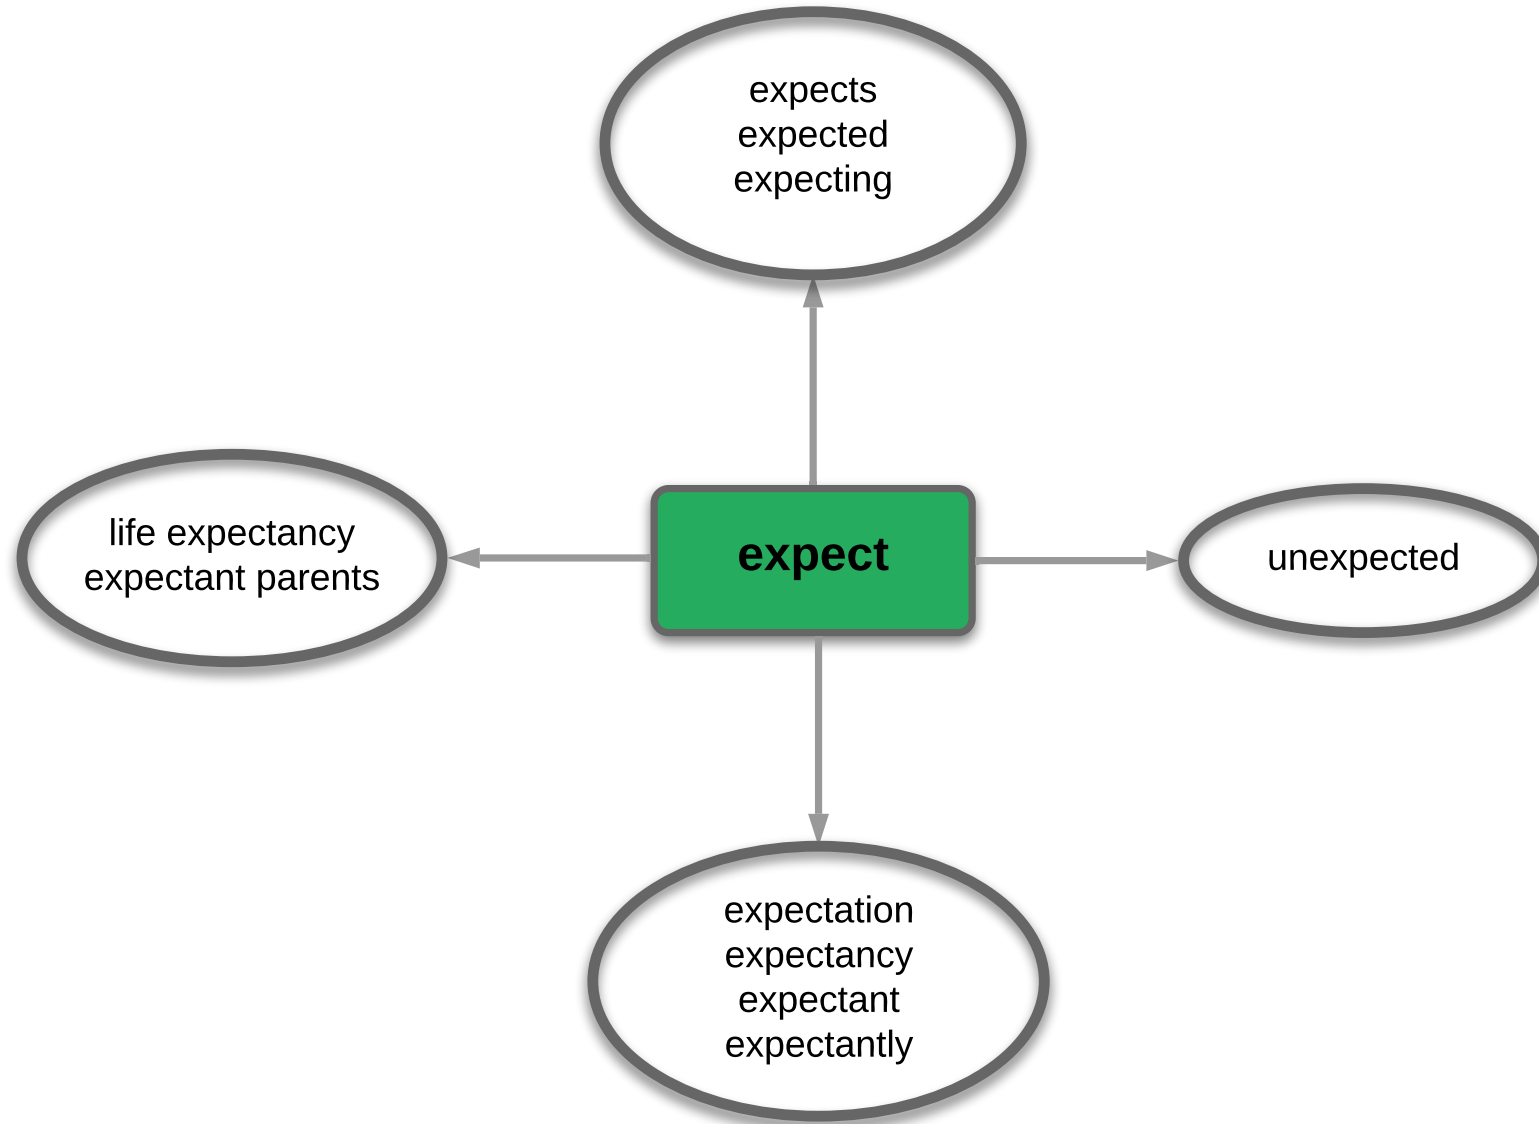 expects
expected
expecting
life expectancy
expectant parents
expect
unexpected
expectation
expectancy
expectant
expectantly